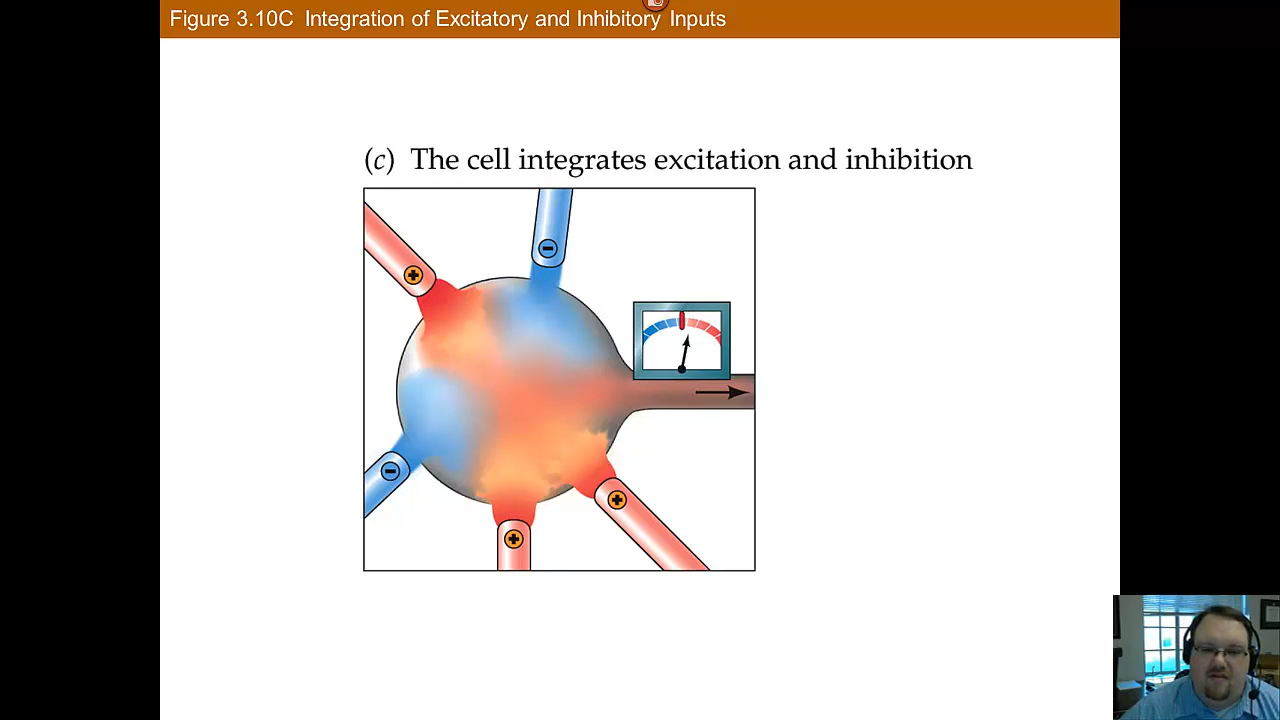 Figure 3.10C Integration of Excitatory and Inhibitory Inputs
(c) The cell integrates excitation and inhibition